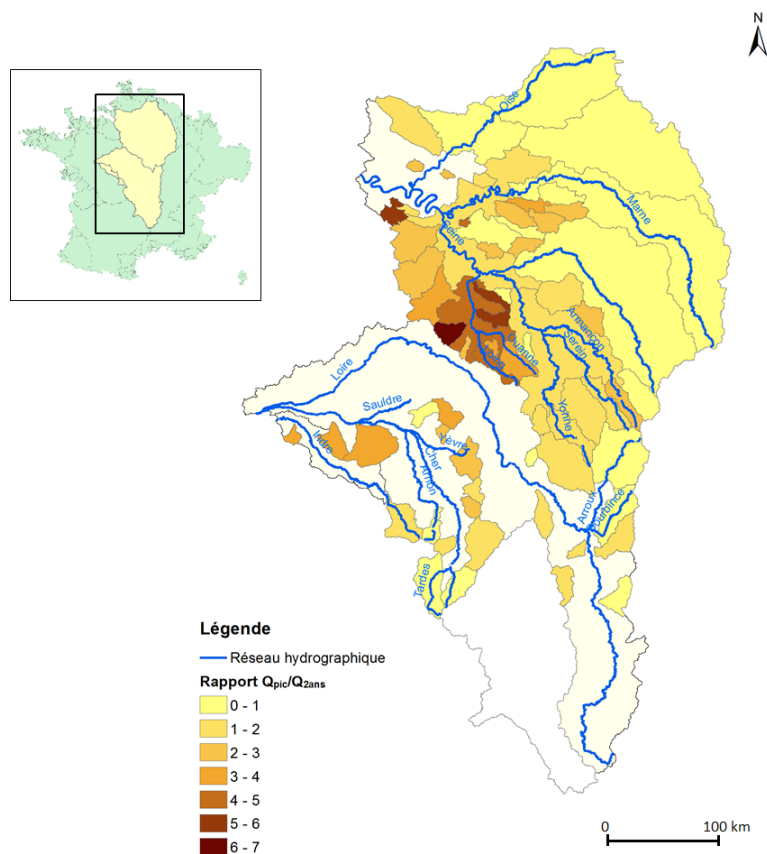 N
Oise
Marne
Seine
Armançon
Serein
Ouanne
Loing
Loire
Yonne
Sauldre
Yèvre
Indre
Cher
Arnon
Arroux
Bourbince
Tardes
Légende
Réseau hydrographique
Rapport Qpic/Q2ans
0 - 1
1 - 2
2 - 3
3 - 4
4 - 5
5 - 6
6 - 7
0 100 km